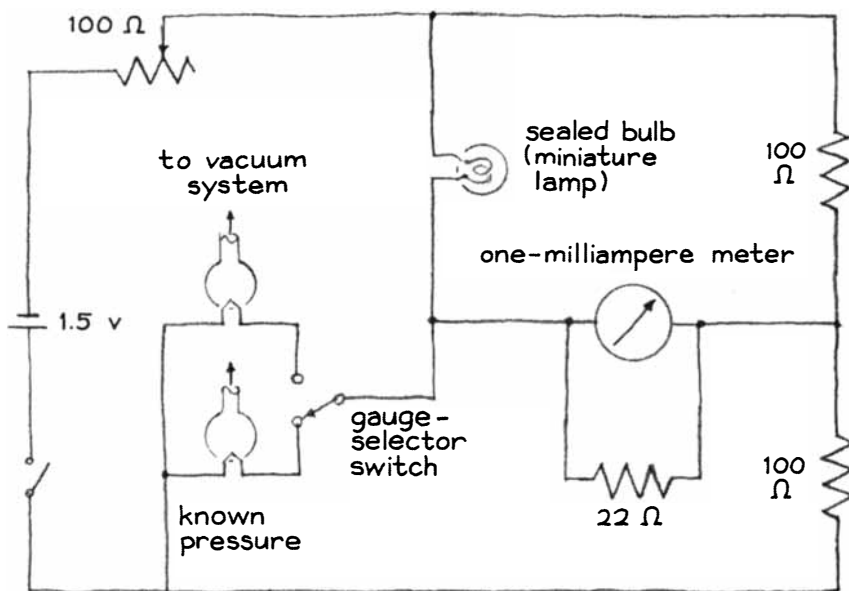 100 Ω
sealed bulb
(miniature
lamp)
100
Ω
to vacuum
system
one-milliampere meter
1.5 v
gauge-
selector
switch
known
pressure
22 Ω
100
Ω